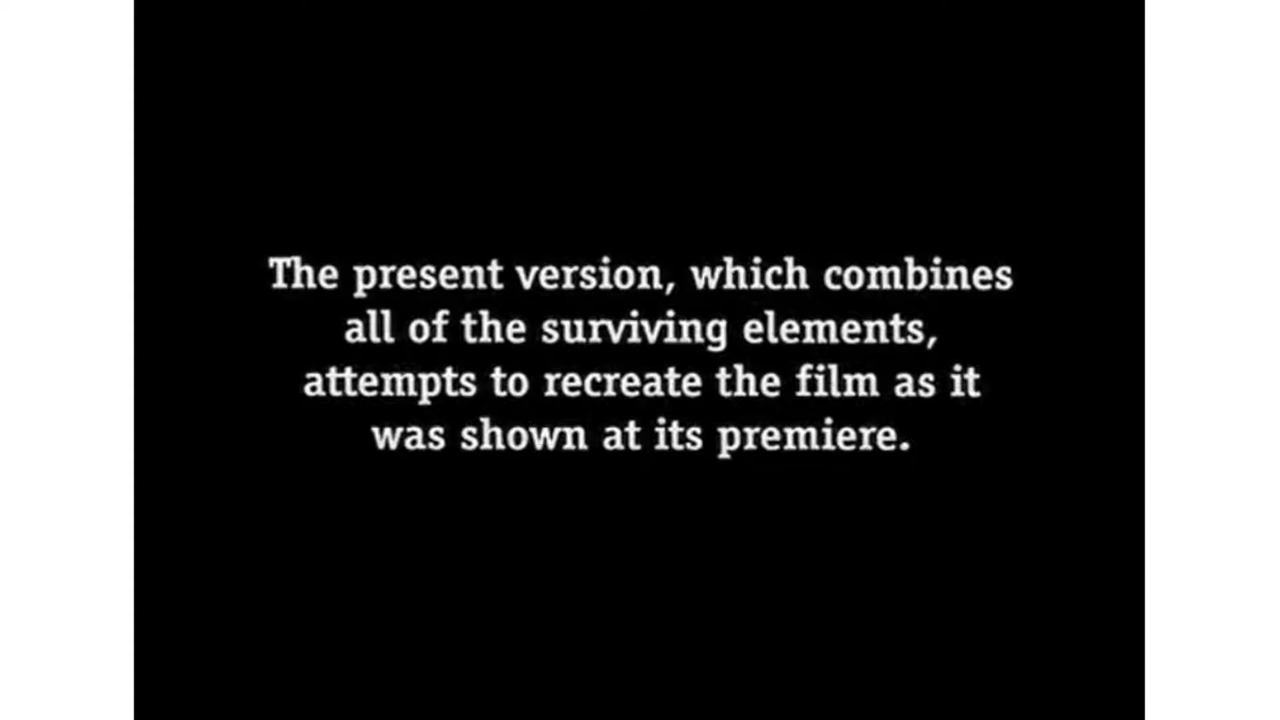 The present version, which combines
all of the surviving elements,
attempts to recreate the film as it
was shown at its premiere.